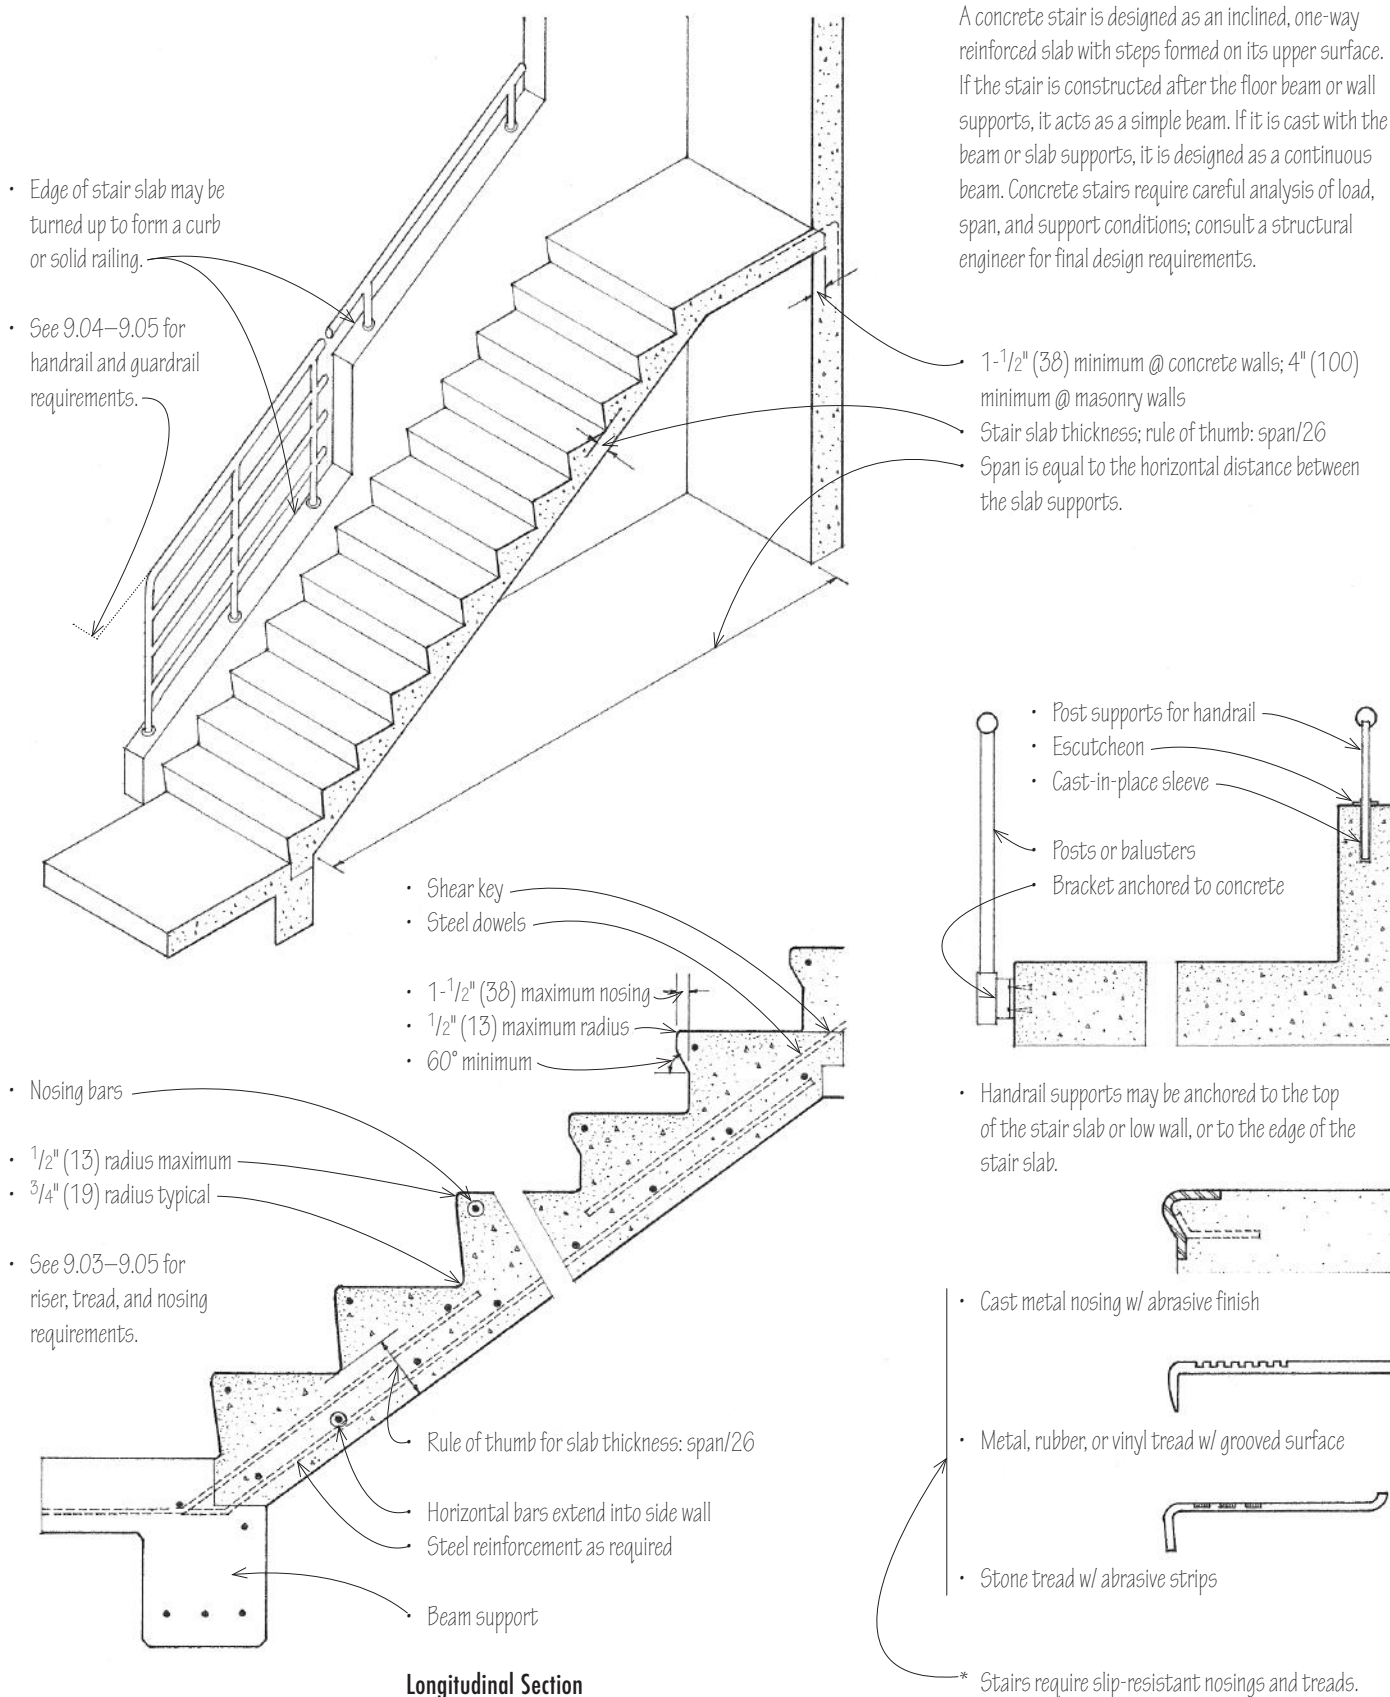 A concrete stair is designed as an inclined, one-way
reinforced slab with steps formed on its upper surface.
If the stair is constructed after the floor beam or wall
supports, it acts as a simple beam. If it is cast with the
beam or slab supports, it is designed as a continuous
beam. Concrete stairs require careful analysis of load,
span, and support conditions; consult a structural
engineer for final design requirements.
• Edge of stair slab may be
turned up to form a curb
or solid railing.
• See 9.04–9.05 for
handrail and guardrail
requirements.
• 1-1/2" (38) minimum @ concrete walls; 4" (100)
minimum @ masonry walls
• Stair slab thickness; rule of thumb: span/26
• Span is equal to the horizontal distance between
the slab supports.
• Post supports for handrail
• Escutcheon
• Cast-in-place sleeve
• Posts or balusters
• Bracket anchored to concrete
• Handrail supports may be anchored to the top
of the stair slab or low wall, or to the edge of the
stair slab.
• Shear key
• Steel dowels
• 1-1/2" (38) maximum nosing
• 1/2" (13) maximum radius
• 60° minimum
• Nosing bars
• 1/2" (13) radius maximum
• 3/4" (19) radius typical
• See 9.03–9.05 for
riser, tread, and nosing
requirements.
• Rule of thumb for slab thickness: span/26
• Horizontal bars extend into side wall
• Steel reinforcement as required
• Beam support
Longitudinal Section
• Cast metal nosing w/ abrasive finish
• Metal, rubber, or vinyl tread w/ grooved surface
• Stone tread w/ abrasive strips
* Stairs require slip-resistant nosings and treads.